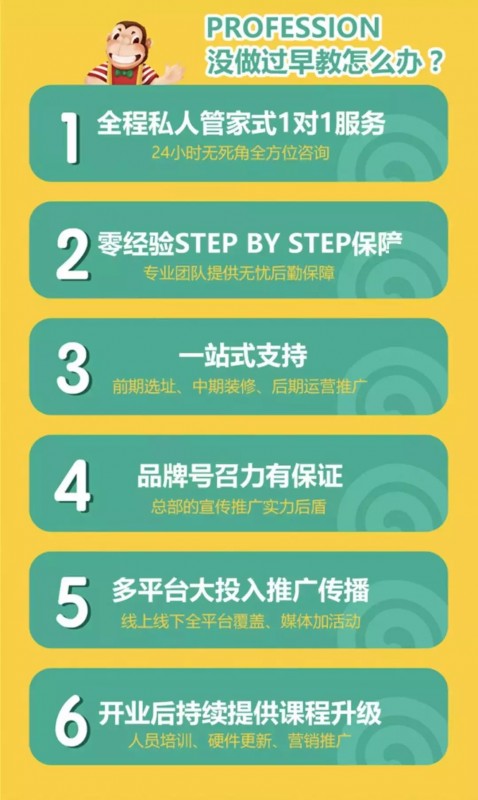 PROFESSION
没做过早教怎么办？
1 全程私人管家式1对1服务
24小时无死角全方位咨询
2 零经验STEP BY STEP保障
专业团队提供无忧后勤保障
3 一站式支持
前期选址、中期装修、后期运营推广
4 品牌号召力有保证
总部的宣传推广实力后盾
5 多平台大投入推广传播
线上线下全平台覆盖、媒体加活动
6 开业后持续提供课程升级
人员培训、硬件更新、营销推广